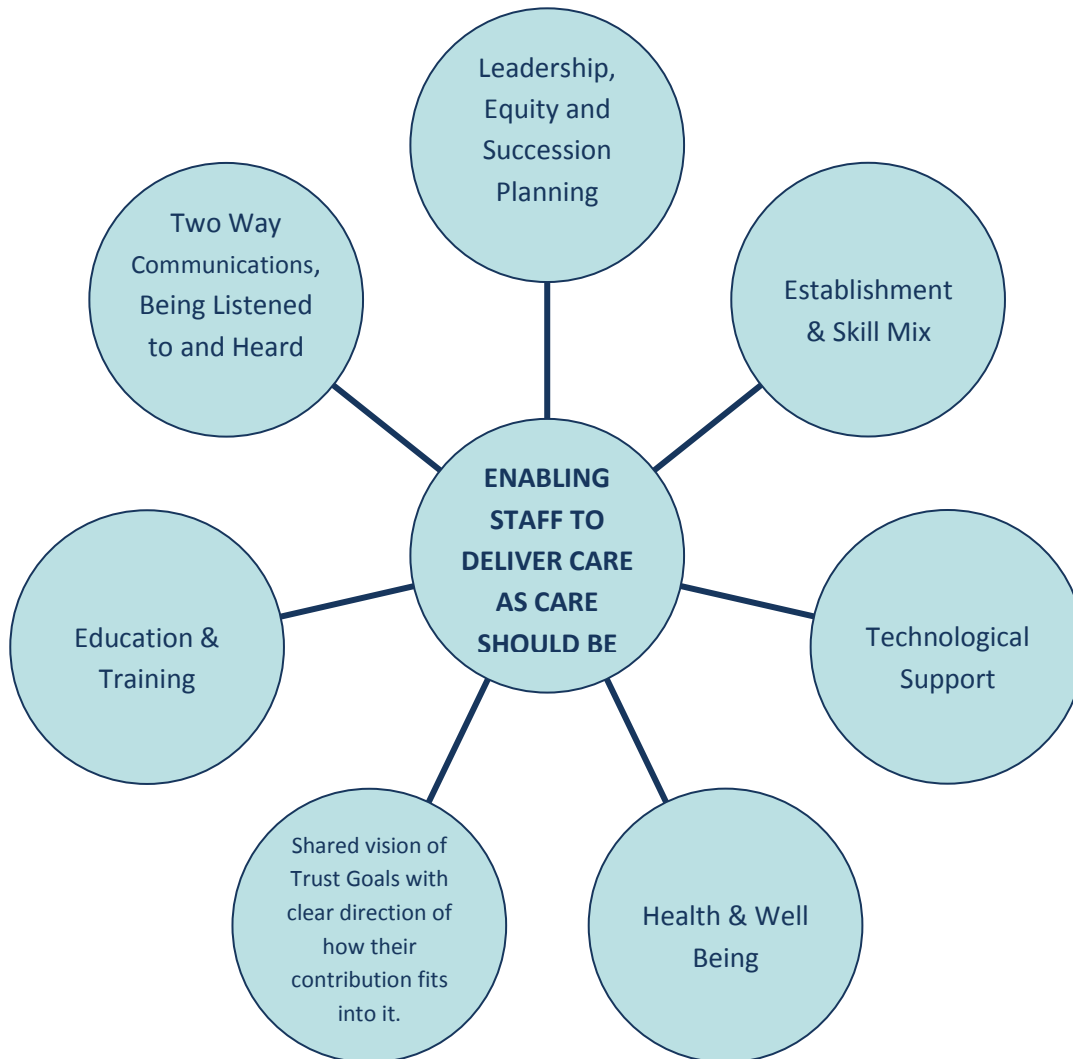 Leadership,
Equity and
Succession
Planning
Two Way
Communications,
Being Listened
to and Heard
Establishment
& Skill Mix
ENABLING
STAFF TO
DELIVER CARE
AS CARE
SHOULD BE
Education &
Training
Technological
Support
Shared vision of
Trust Goals with
clear direction of
how their
contribution fits
into it.
Health & Well
Being